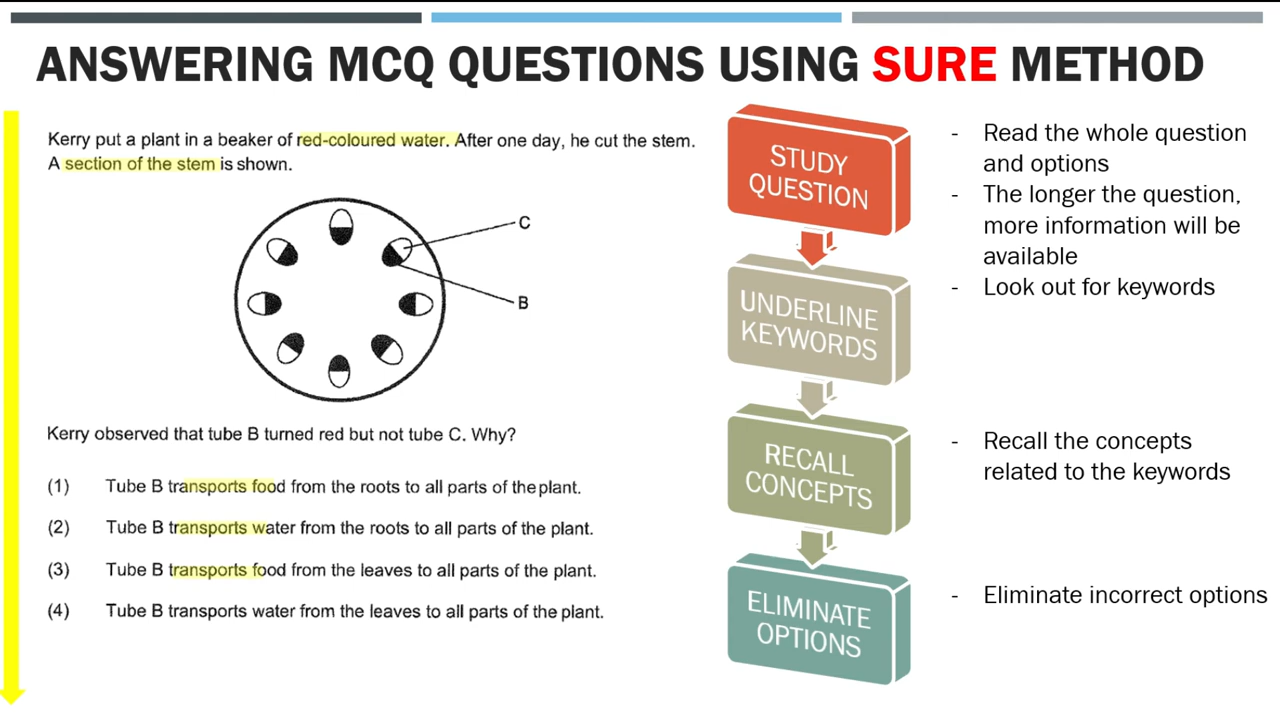 ANSWERING MCQ QUESTIONS USING SURE METHOD
Kerry put a plant in a beaker of red-coloured water. After one day, he cut the stem.
A section of the stem is shown.
C
B
Kerry observed that tube B turned red but not tube C. Why?
(1) Tube B transports food from the roots to all parts of the plant.
(2) Tube B transports water from the roots to all parts of the plant.
(3) Tube B transports food from the leaves to all parts of the plant.
(4) Tube B transports water from the leaves to all parts of the plant.
STUDY
QUESTION
- Read the whole question
and options
- The longer the question,
more information will be
available
- Look out for keywords
UNDERLINE
KEYWORDS
RECALL
CONCEPTS
- Recall the concepts
related to the keywords
ELIMINATE
OPTIONS
- Eliminate incorrect options